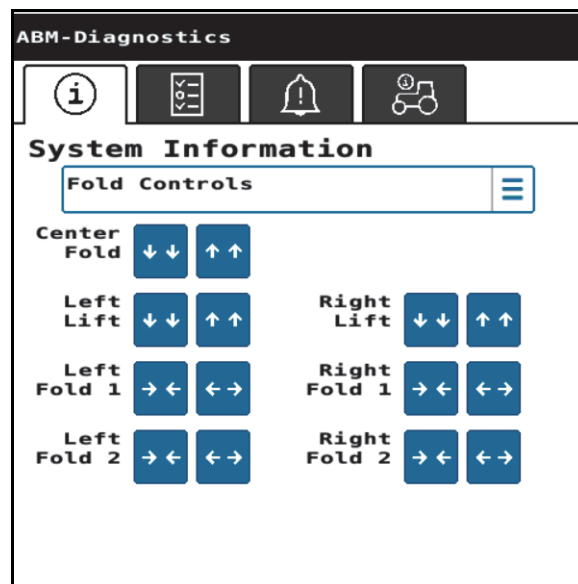 ABM-Diagnostics
System Information
Fold Controls
Center
Fold
Left
Lift
Right
Lift
Left
Fold 1
Right
Fold 1
Left
Fold 2
Right
Fold 2